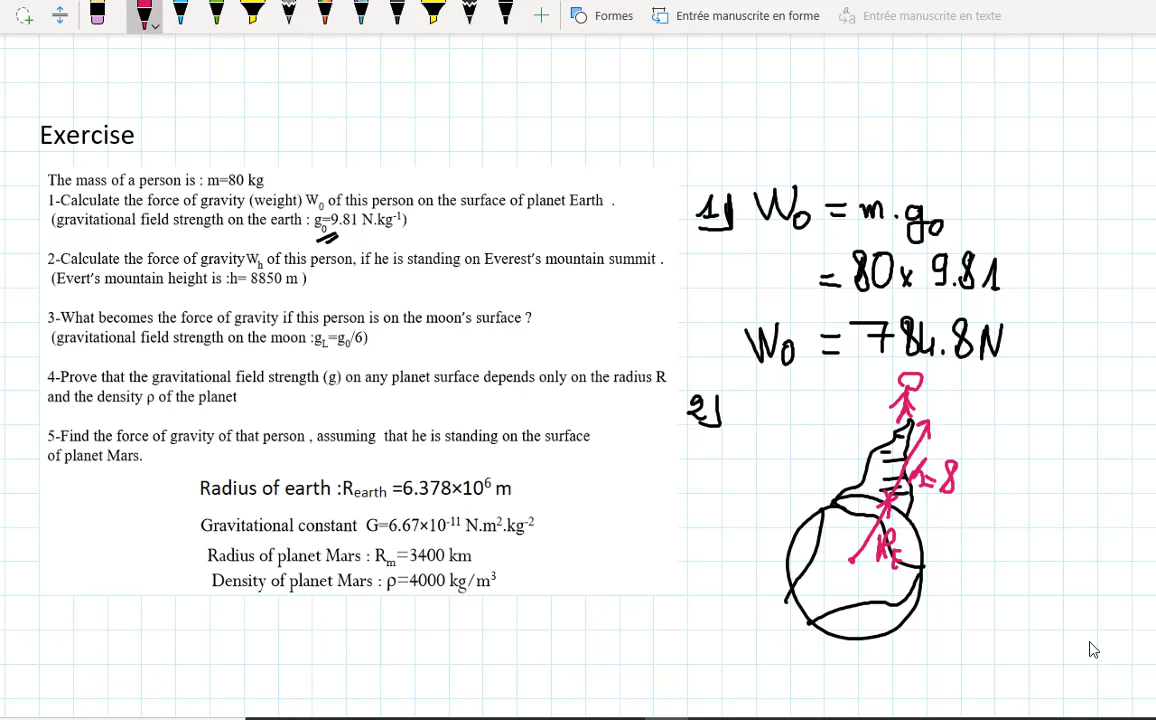 Formes
Entrée manuscrite en forme
Entrée manuscrite en texte
Exercise
The mass of a person is : m=80 kg
1-Calculate the force of gravity (weight) W₀ of this person on the surface of planet Earth .
(gravitational field strength on the earth : g₀=9.81 N.kg⁻¹)
2-Calculate the force of gravity Wₕ of this person, if he is standing on Everest's mountain summit .
(Evert's mountain height is :h= 8850 m )
3-What becomes the force of gravity if this person is on the moon's surface ?
(gravitational field strength on the moon :g_L=g₀/6)
4-Prove that the gravitational field strength (g) on any planet surface depends only on the radius R
and the density ρ of the planet
5-Find the force of gravity of that person , assuming that he is standing on the surface
of planet Mars.
Radius of earth :R_earth =6.378×10⁶ m
Gravitational constant G=6.67×10⁻¹¹ N.m².kg⁻²
Radius of planet Mars : Rₘ=3400 km
Density of planet Mars : ρ=4000 kg/m³
1) W₀ = m.g₀
= 80 x 9.81
W₀ = 784.8N
2)
h=8
R_E